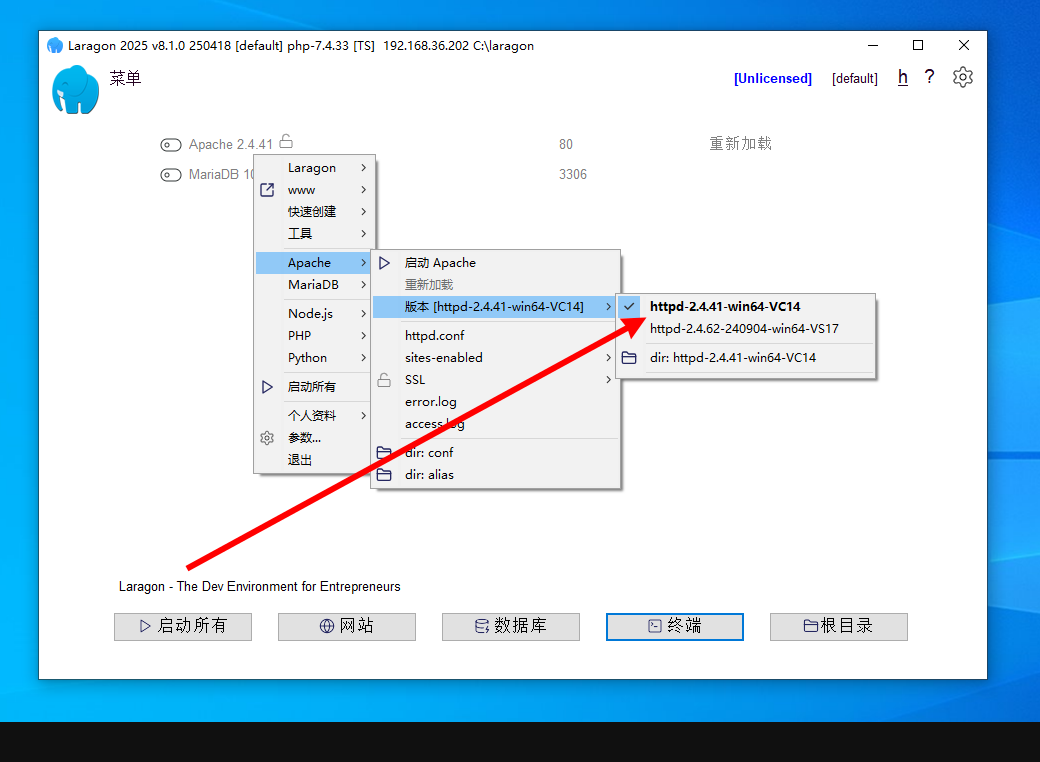 Laragon 2025 v8.1.0 250418 [default] php-7.4.33 [TS] 192.168.36.202 C:\laragon
菜单
[Unlicensed] [default] h ?
Apache 2.4.41 80 重新加载
MariaDB 10 3306
Laragon
www
快速创建
工具
Apache
MariaDB
Node.js
PHP
Python
启动所有
个人资料
参数...
退出
启动 Apache
重新加载
版本 [httpd-2.4.41-win64-VC14]
httpd.conf
sites-enabled
SSL
error.log
access.log
dir: conf
dir: alias
httpd-2.4.41-win64-VC14
httpd-2.4.62-240904-win64-VS17
dir: httpd-2.4.41-win64-VC14
Laragon - The Dev Environment for Entrepreneurs
启动所有 网站 数据库 终端 根目录